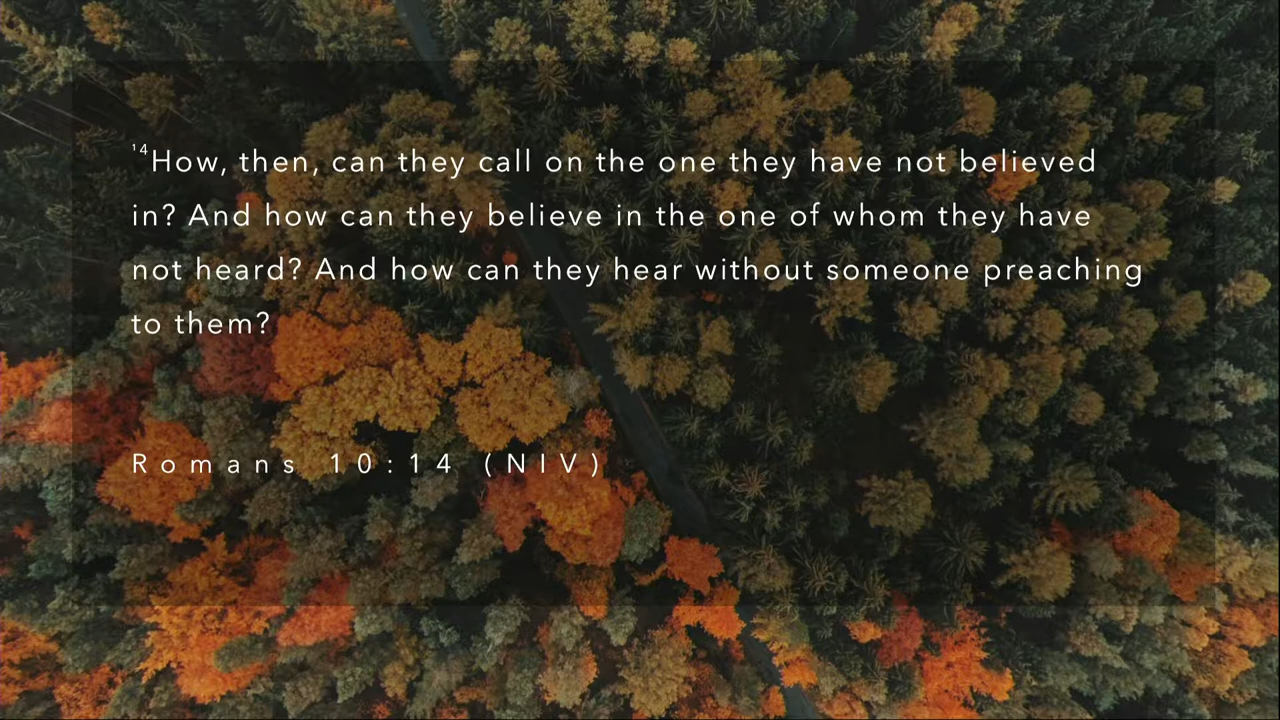 ¹⁴How, then, can they call on the one they have not believed
in? And how can they believe in the one of whom they have
not heard? And how can they hear without someone preaching
to them?
Romans 10:14 (NIV)